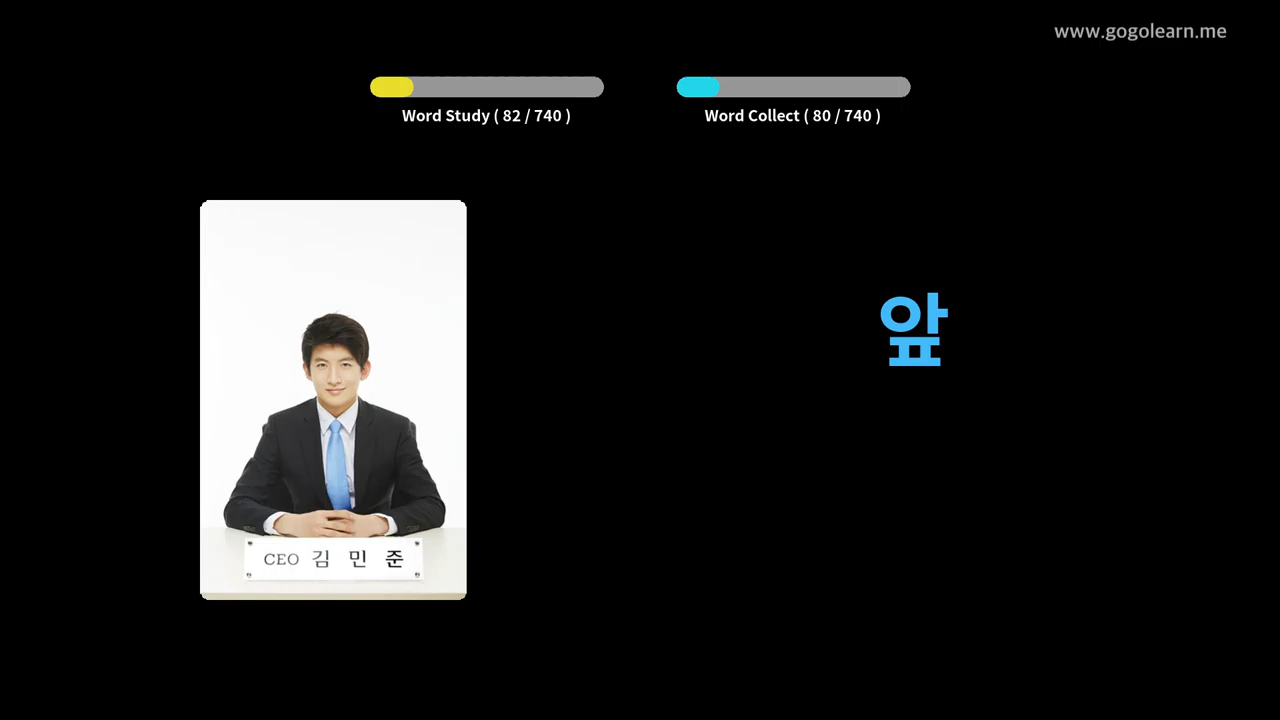 www.gogolearn.me
Word Study ( 82 / 740 )
Word Collect ( 80 / 740 )
앞
CEO 김 민 준